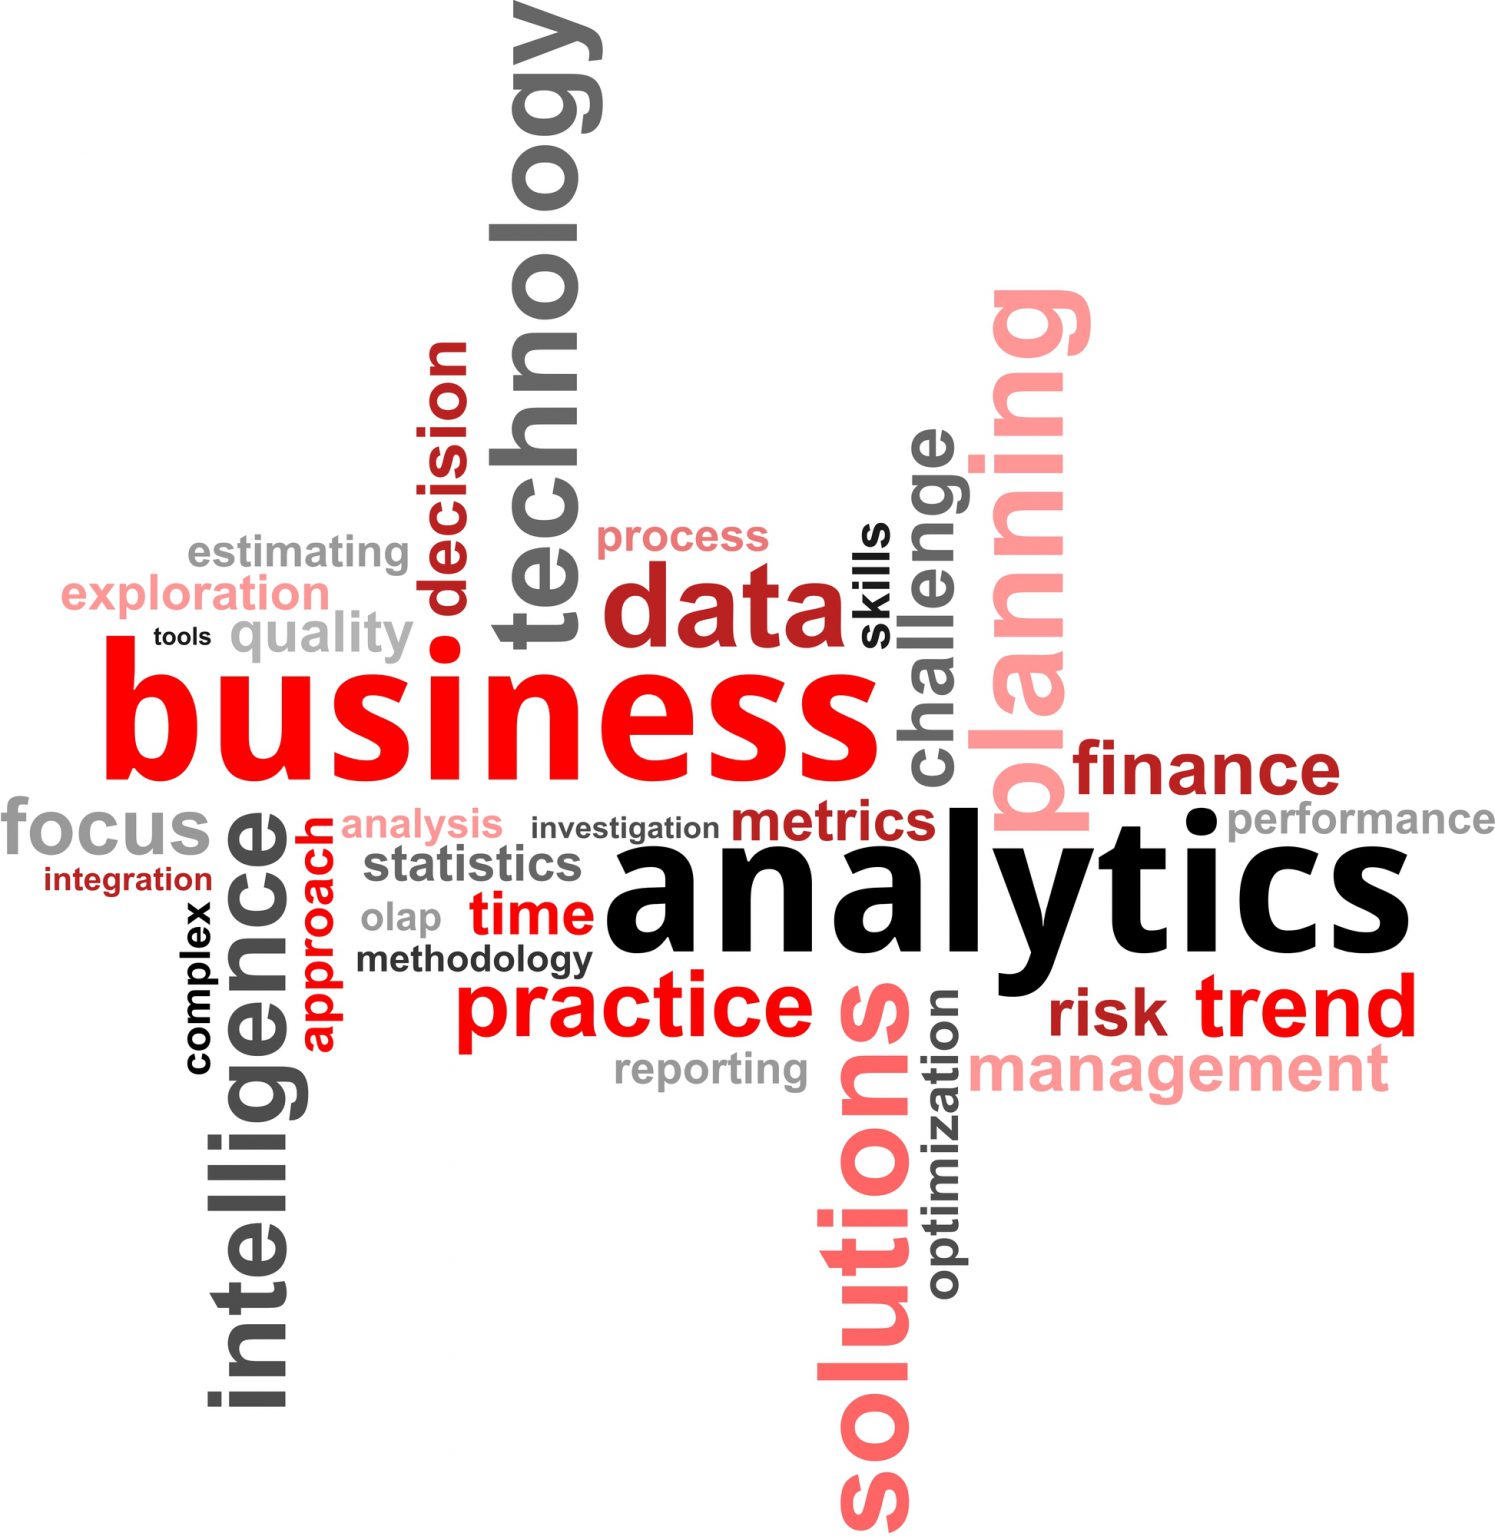 technology
planning
decision
challenge
process
skills
estimating
data
exploration
tools
quality
business
finance
focus
intelligence
approach
analysis
investigation
metrics
performance
statistics
analytics
integration
complex
olap
time
methodology
practice
solutions
optimization
risk
trend
reporting
management